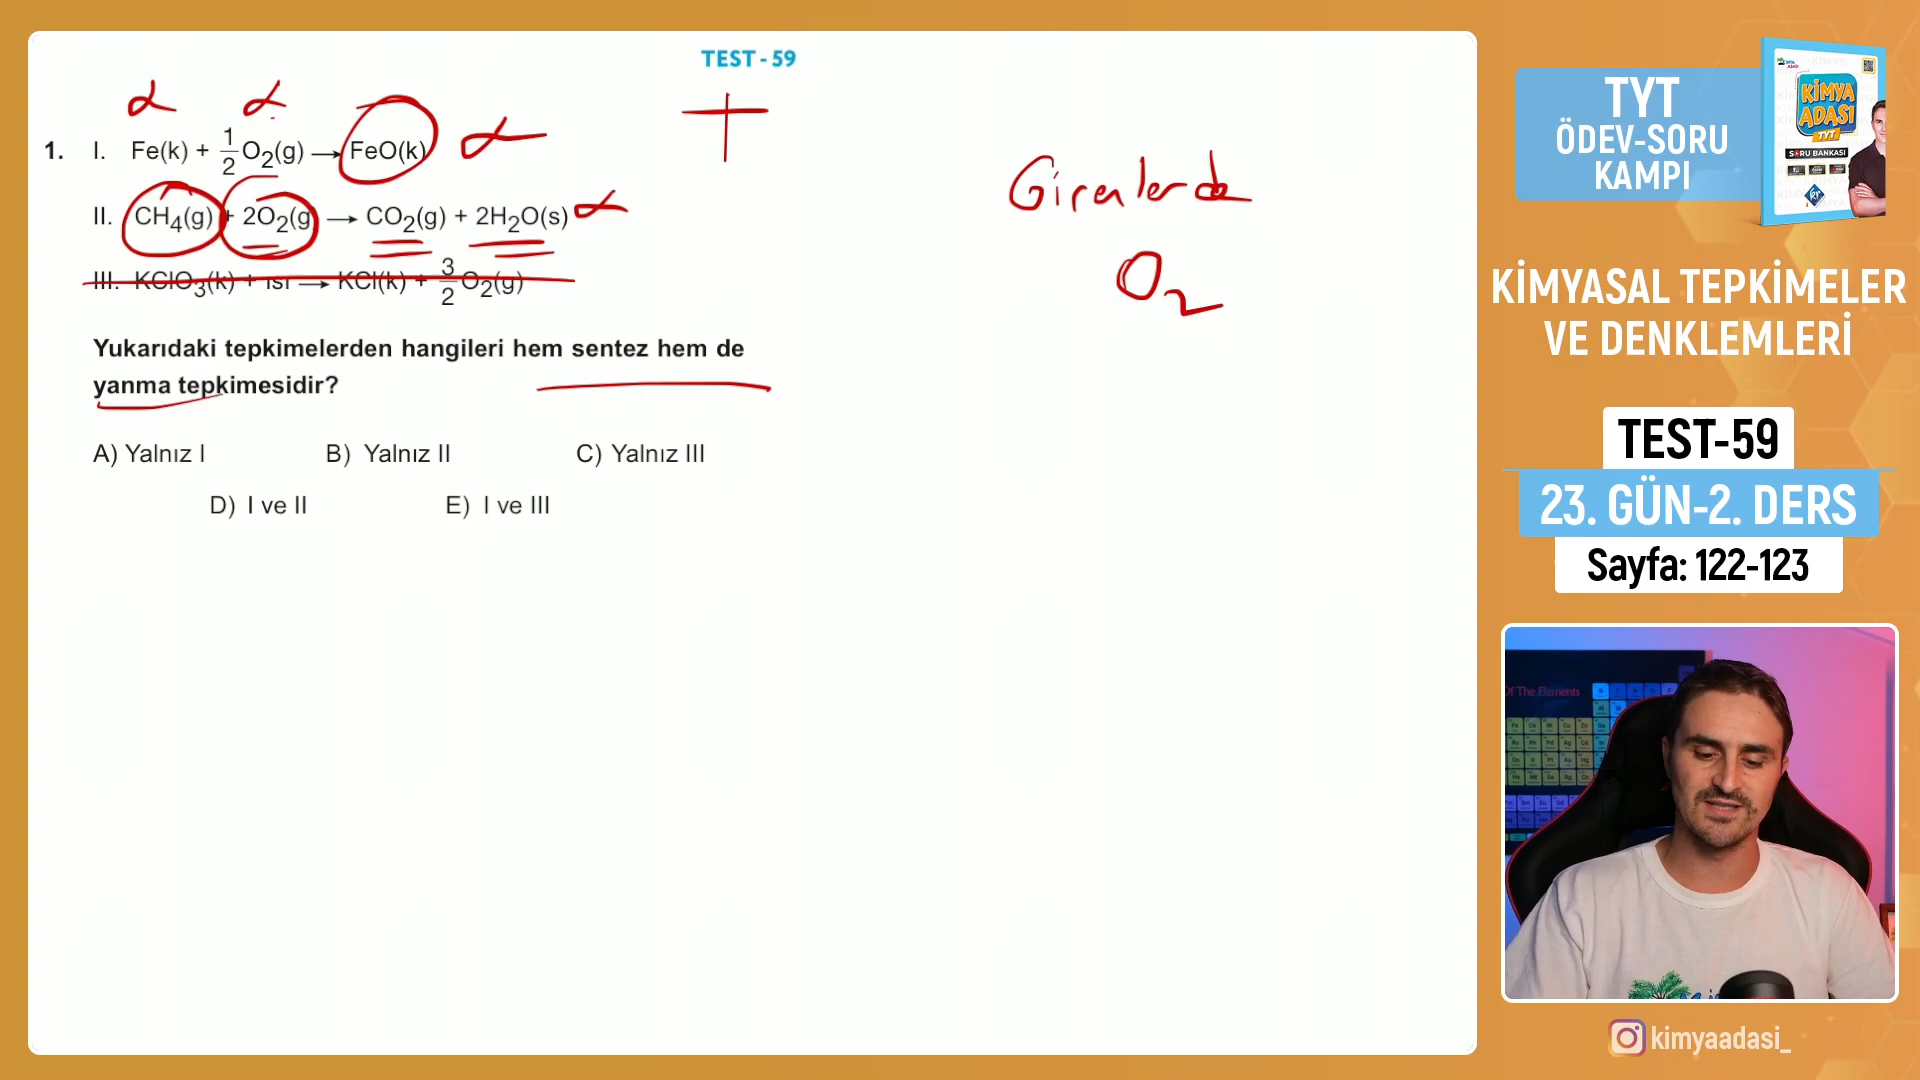 TEST - 59
α α
1. I. Fe(k) + 1/2 O₂(g) → FeO(k) α
II. CH₄(g) + 2O₂(g) → CO₂(g) + 2H₂O(s) α
III. KClO₃(k) + ısı → KCl(k) + 3/2 O₂(g)
Yukarıdaki tepkimelerden hangileri hem sentez hem de
yanma tepkimesidir?
A) Yalnız I B) Yalnız II C) Yalnız III
D) I ve II E) I ve III
Girenlerde
O₂
TYT
ÖDEV-SORU
KAMPI
KİMYA
ADASI
TYT
SORU BANKASI
KİMYASAL TEPKİMELER
VE DENKLEMLERİ
TEST-59
23. GÜN-2. DERS
Sayfa: 122-123
Of The Elements
kimyaadasi_